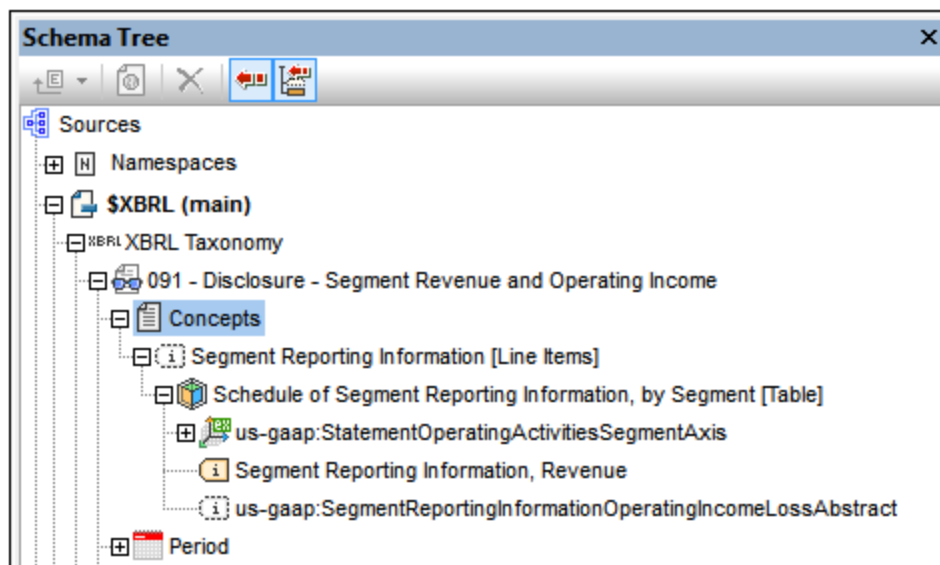 Schema Tree
Sources
Namespaces
$XBRL (main)
XBRL XBRL Taxonomy
091 - Disclosure - Segment Revenue and Operating Income
Concepts
Segment Reporting Information [Line Items]
Schedule of Segment Reporting Information, by Segment [Table]
us-gaap:StatementOperatingActivitiesSegmentAxis
Segment Reporting Information, Revenue
us-gaap:SegmentReportingInformationOperatingIncomeLossAbstract
Period